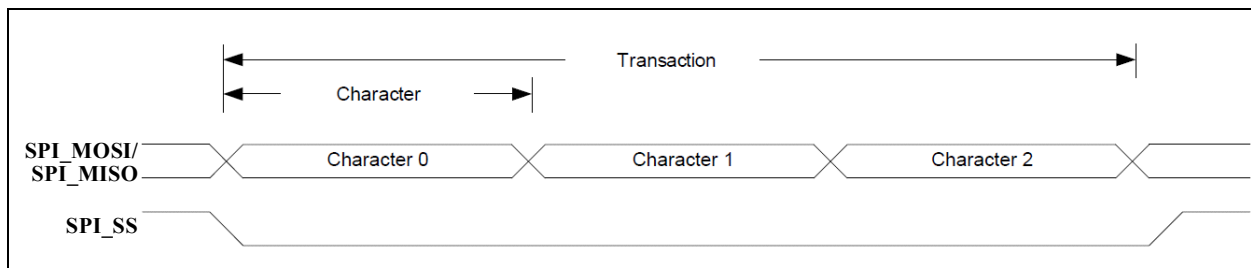 Transaction
Character
SPI_MOSI/
SPI_MISO
Character 0
Character 1
Character 2
SPI_SS